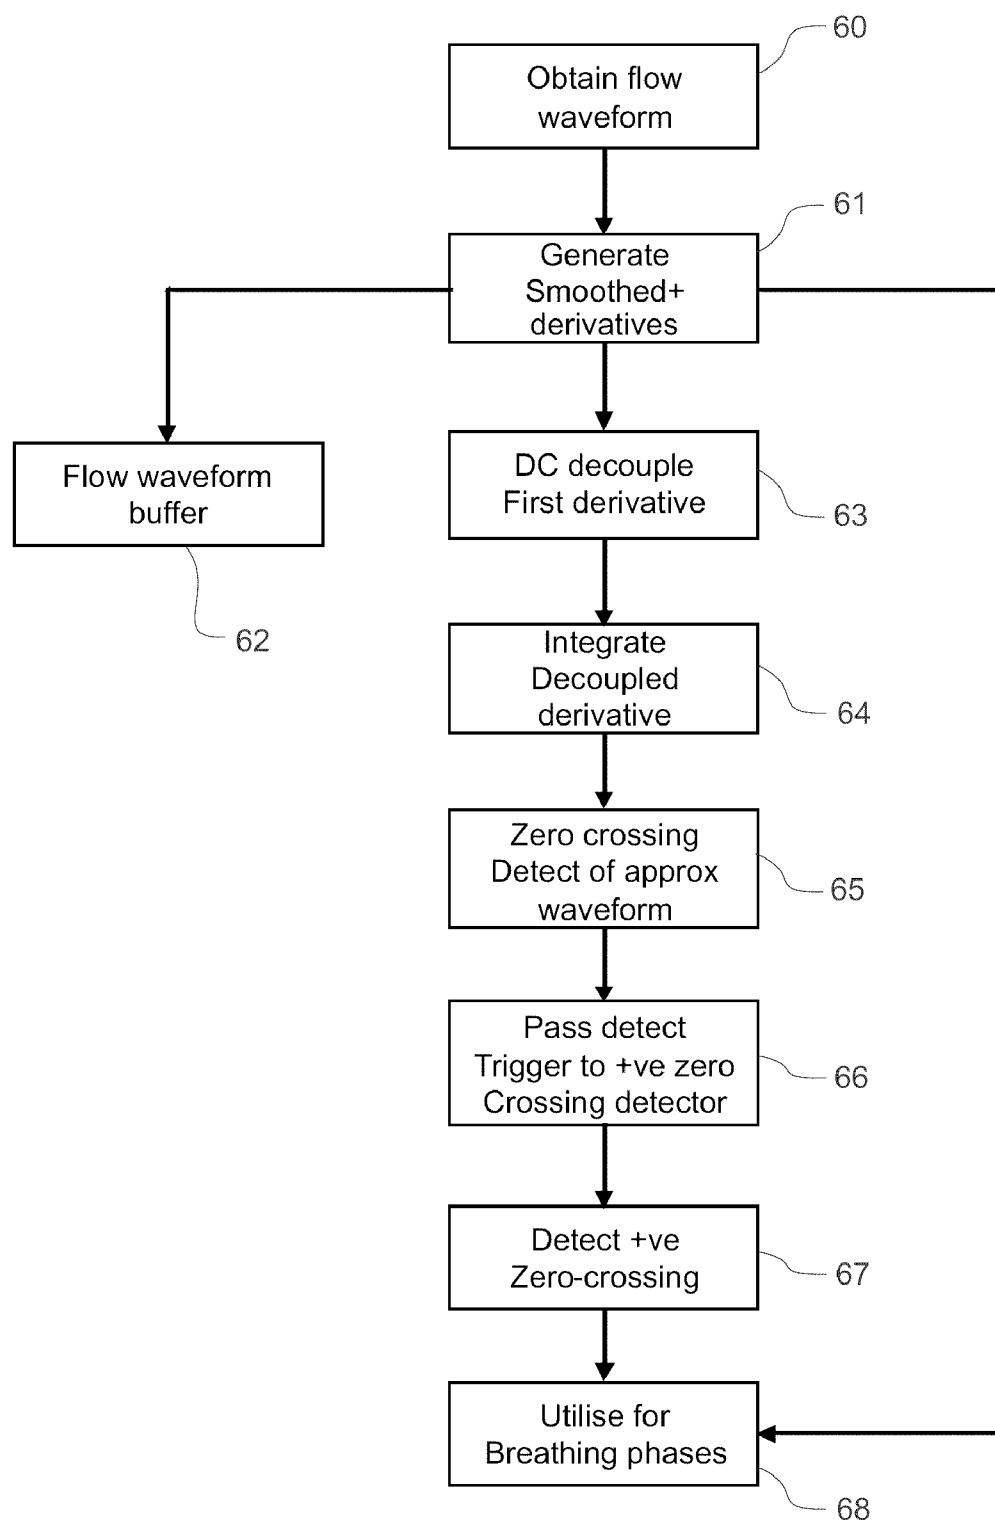 60
Obtain flow
waveform
61
Generate
Smoothed+
derivatives
Flow waveform
buffer
62
DC decouple
First derivative
63
Integrate
Decoupled
derivative
64
Zero crossing
Detect of approx
waveform
65
Pass detect
Trigger to +ve zero
Crossing detector
66
Detect +ve
Zero-crossing
67
Utilise for
Breathing phases
68